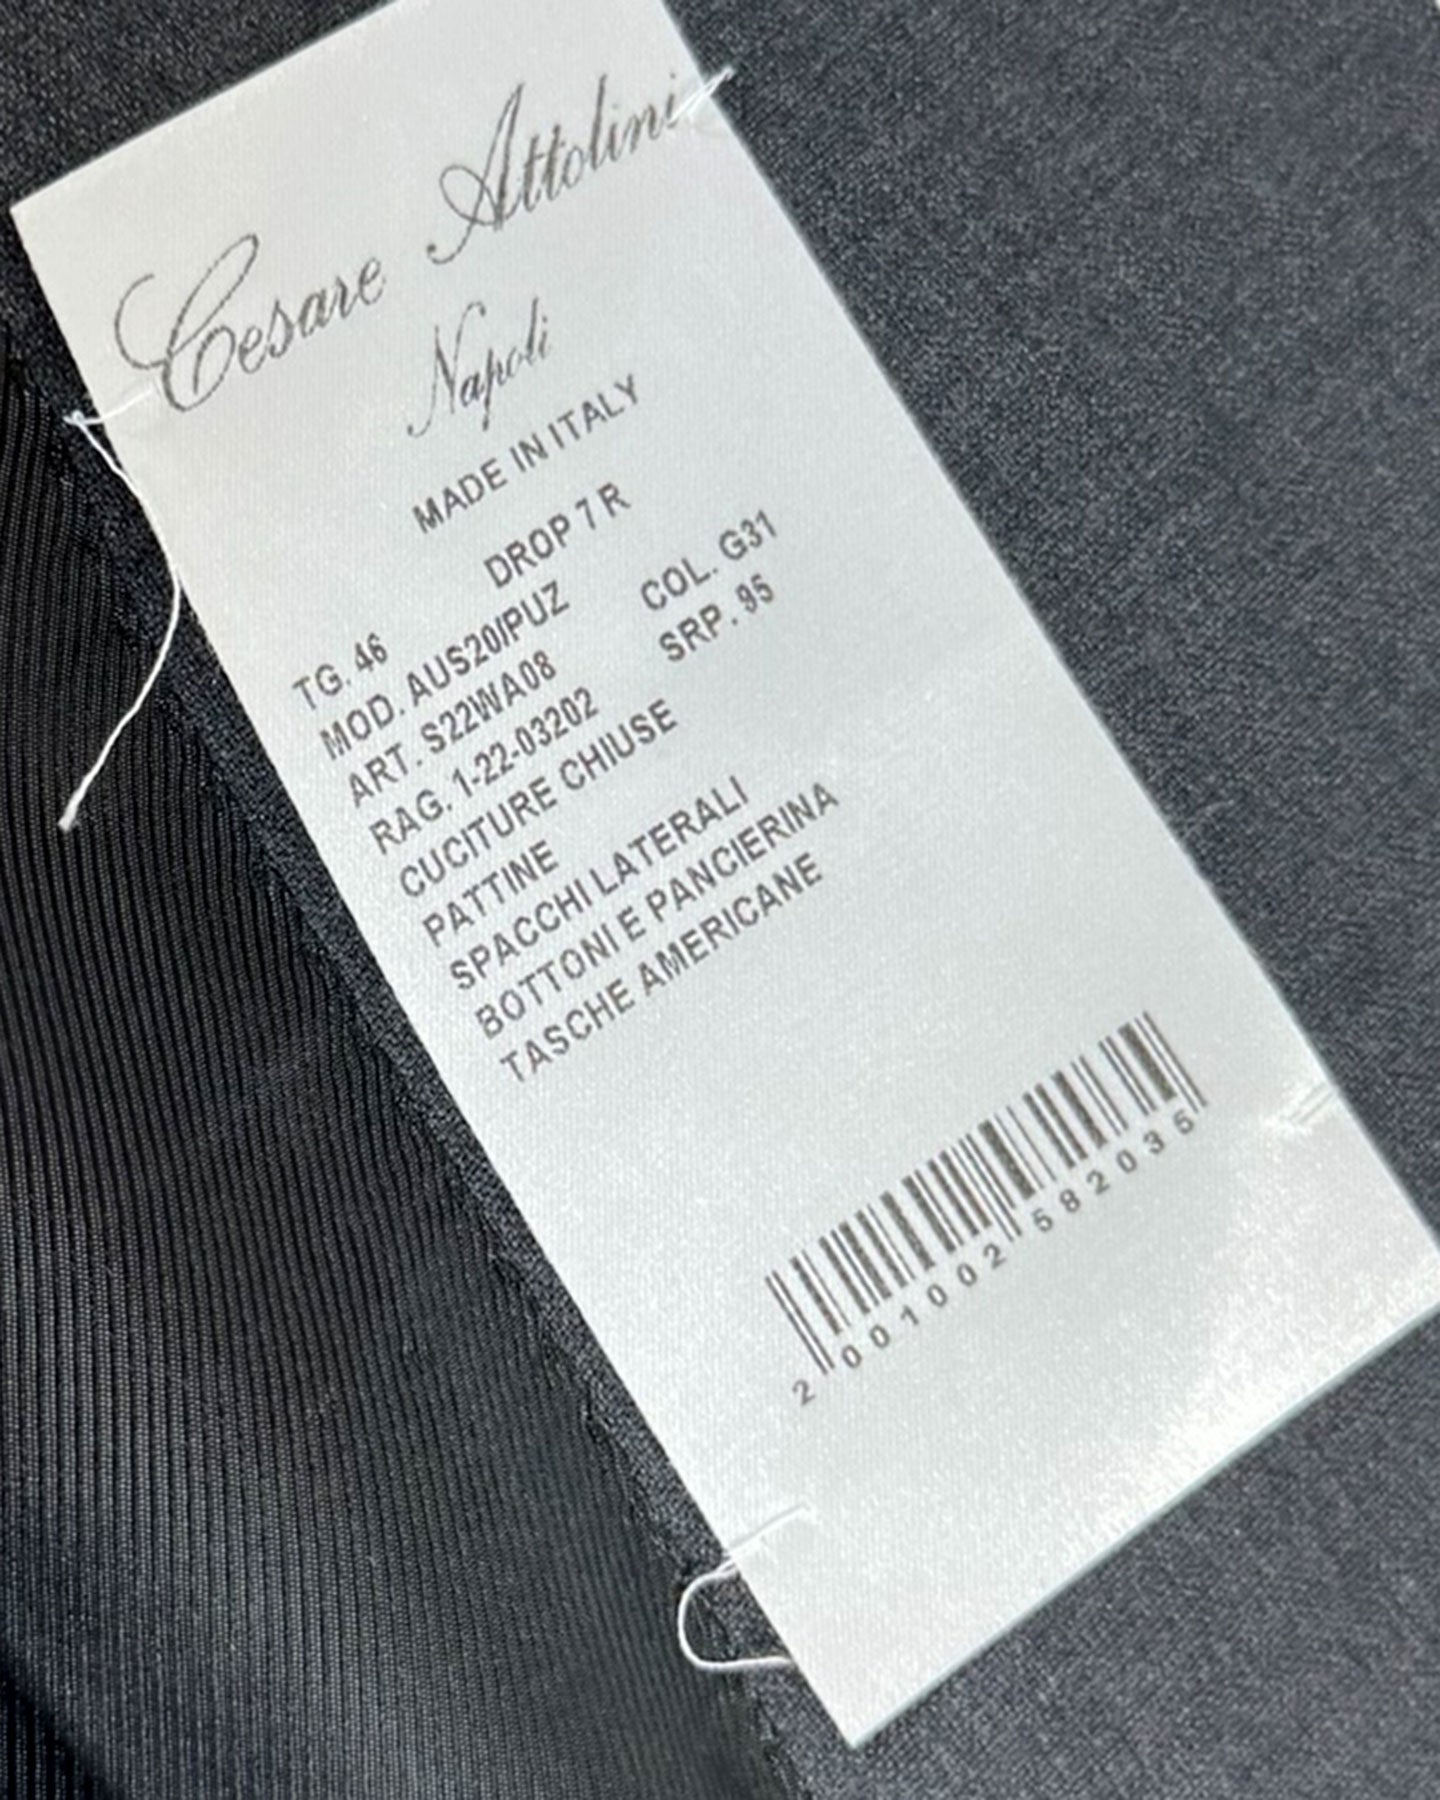 Cesare Attolini
Napoli
MADE IN ITALY
DROP 7 R
TG. 46
MOD. AUS20/PUZ COL. G31
ART. S22WA08 SRP. 95
RAG. 1-22-03202
CUCITURE CHIUSE
PATTINE
SPACCHI LATERALI
BOTTONI E PANCIERINA
TASCHE AMERICANE
2 001002 582035